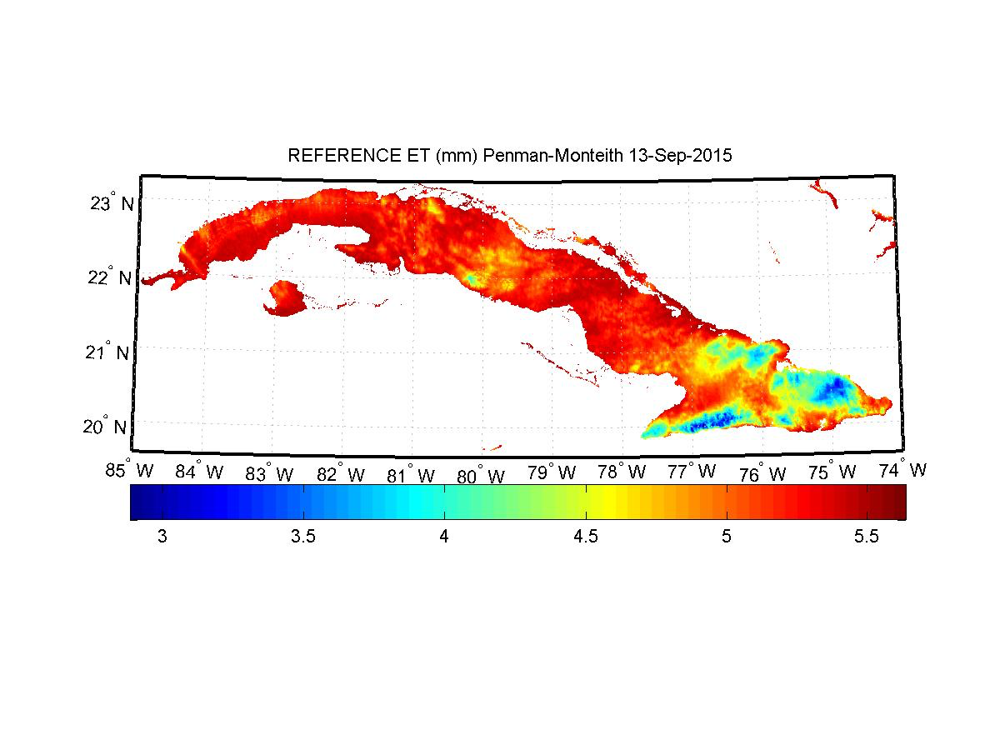 REFERENCE ET (mm) Penman-Monteith 13-Sep-2015
23° N
22° N
21° N
20° N
85° W 84° W 83° W 82° W 81° W 80° W 79° W 78° W 77° W 76° W 75° W 74° W
3 3.5 4 4.5 5 5.5